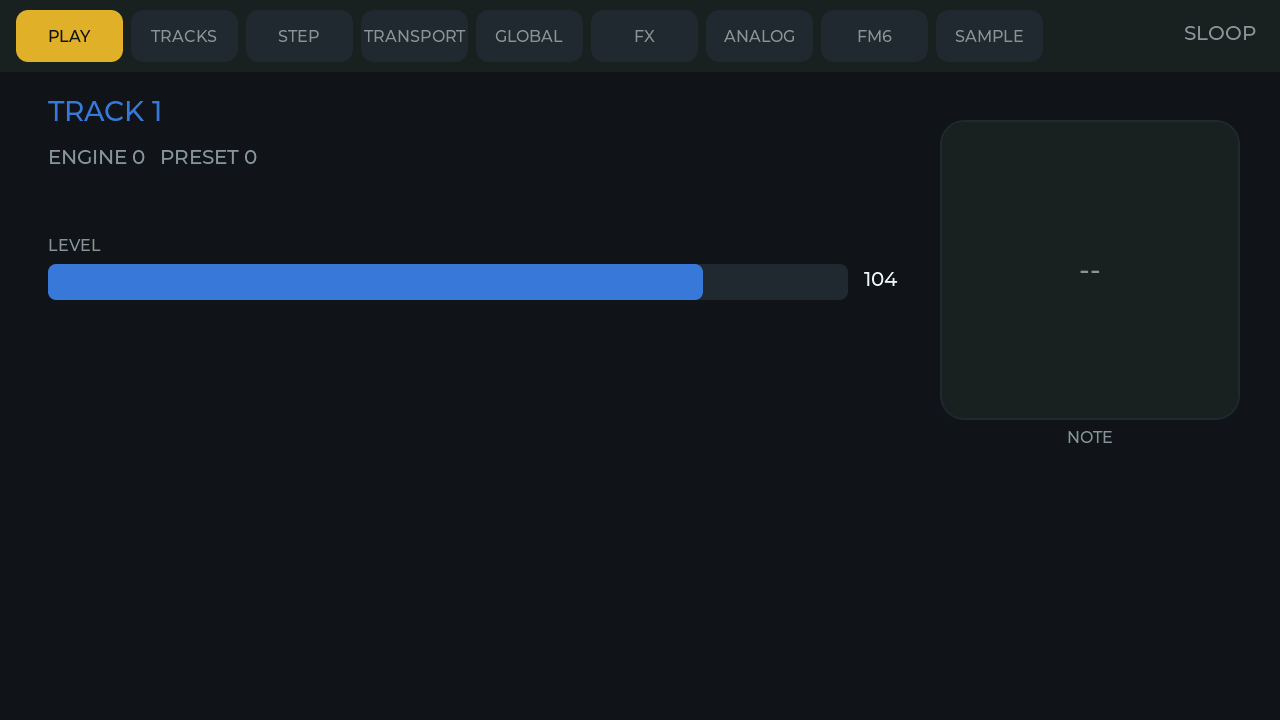 PLAY TRACKS STEP TRANSPORT GLOBAL FX ANALOG FM6 SAMPLE SLOOP
TRACK 1
ENGINE 0 PRESET 0
LEVEL
104
--
NOTE